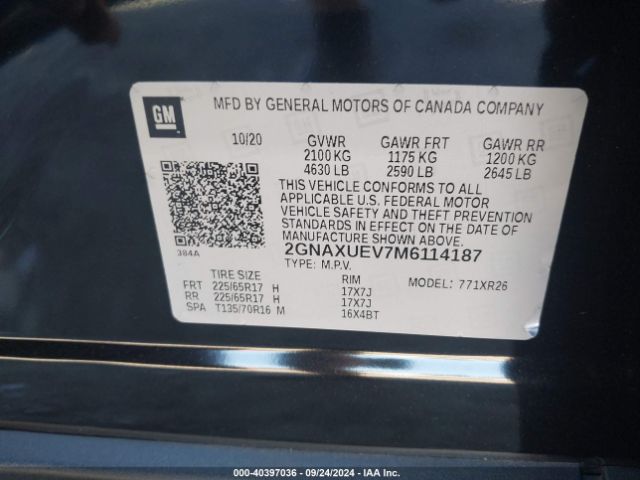 GM
MFD BY GENERAL MOTORS OF CANADA COMPANY
10/20 GVWR GAWR FRT GAWR RR
2100 KG 1175 KG 1200 KG
4630 LB 2590 LB 2645 LB
THIS VEHICLE CONFORMS TO ALL
APPLICABLE U.S. FEDERAL MOTOR
VEHICLE SAFETY AND THEFT PREVENTION
STANDARDS IN EFFECT ON THE DATE OF
MANUFACTURE SHOWN ABOVE.
384A
2GNAXUEV7M6114187
TYPE: M.P.V.
MODEL: 771XR26
TIRE SIZE RIM
FRT 225/65R17 H 17X7J
RR 225/65R17 H 17X7J
SPA T135/70R16 M 16X4BT
000-40397036 - 09/24/2024 - IAA Inc.